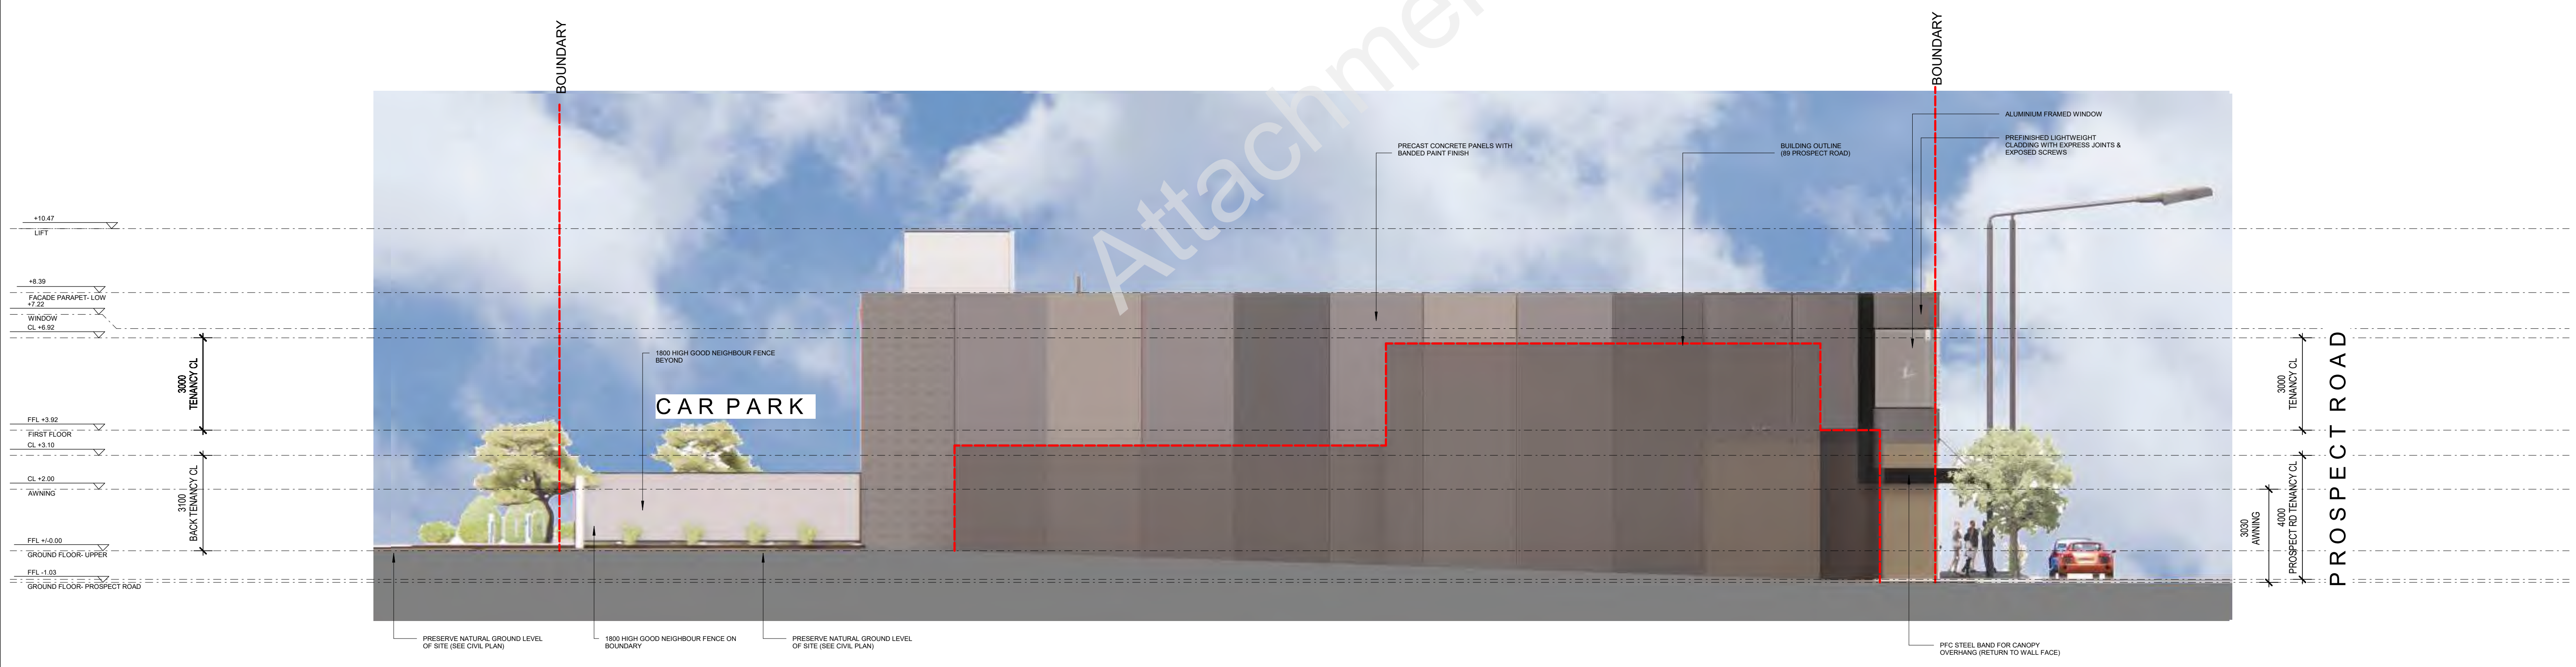 BOUNDARY
BOUNDARY
Attachme
ALUMINIUM FRAMED WINDOW
PREFINISHED LIGHTWEIGHT
CLADDING WITH EXPRESS JOINTS &
EXPOSED SCREWS
PRECAST CONCRETE PANELS WITH
BANDED PAINT FINISH
BUILDING OUTLINE
(89 PROSPECT ROAD)
+10.47
LIFT
+8.39
FACADE PARAPET- LOW
+7.22
WINDOW
CL +6.92
3000
TENANCY CL
FFL +3.92
FIRST FLOOR
CL +3.10
CL +2.00
AWNING
3100
BACK TENANCY CL
FFL +/-0.00
GROUND FLOOR- UPPER
FFL -1.03
GROUND FLOOR- PROSPECT ROAD
1800 HIGH GOOD NEIGHBOUR FENCE
BEYOND
CAR PARK
3000
TENANCY CL
3030
AWNING
4000
PROSPECT RD TENANCY CL
PROSPECT ROAD
PRESERVE NATURAL GROUND LEVEL
OF SITE (SEE CIVIL PLAN)
1800 HIGH GOOD NEIGHBOUR FENCE ON
BOUNDARY
PRESERVE NATURAL GROUND LEVEL
OF SITE (SEE CIVIL PLAN)
PFC STEEL BAND FOR CANOPY
OVERHANG (RETURN TO WALL FACE)